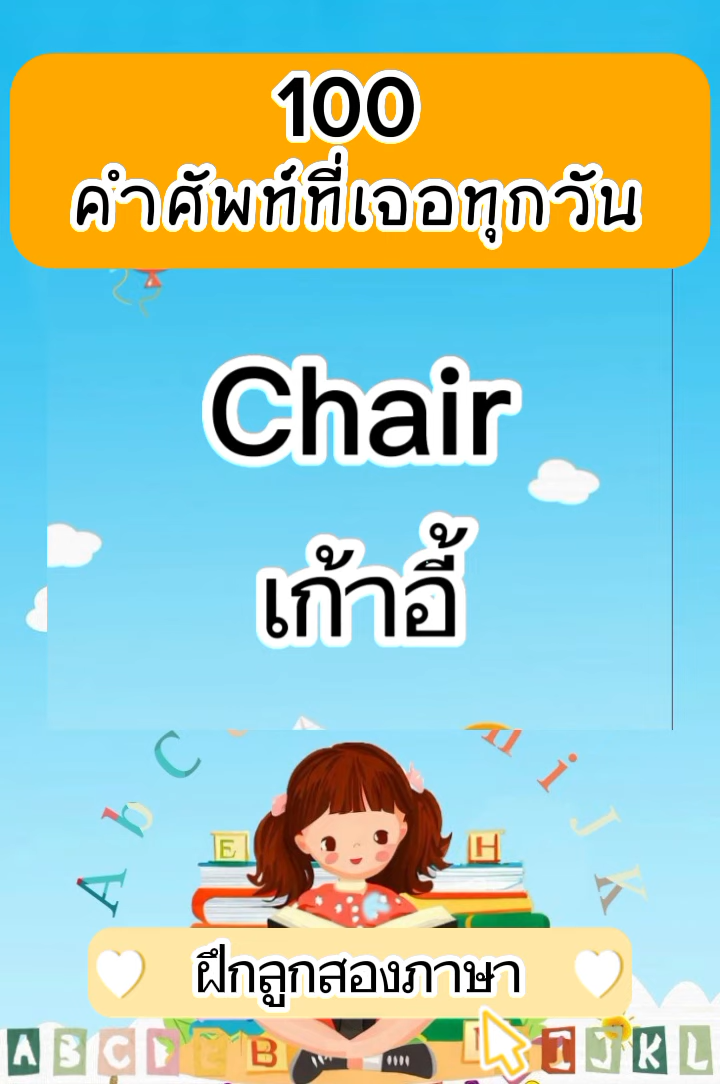 100
คำศัพท์ที่เจอทุกวัน
Chair
เก้าอี้
A b C m i J K
E H
ฝึกลูกสองภาษา
A B C D E B I J K L